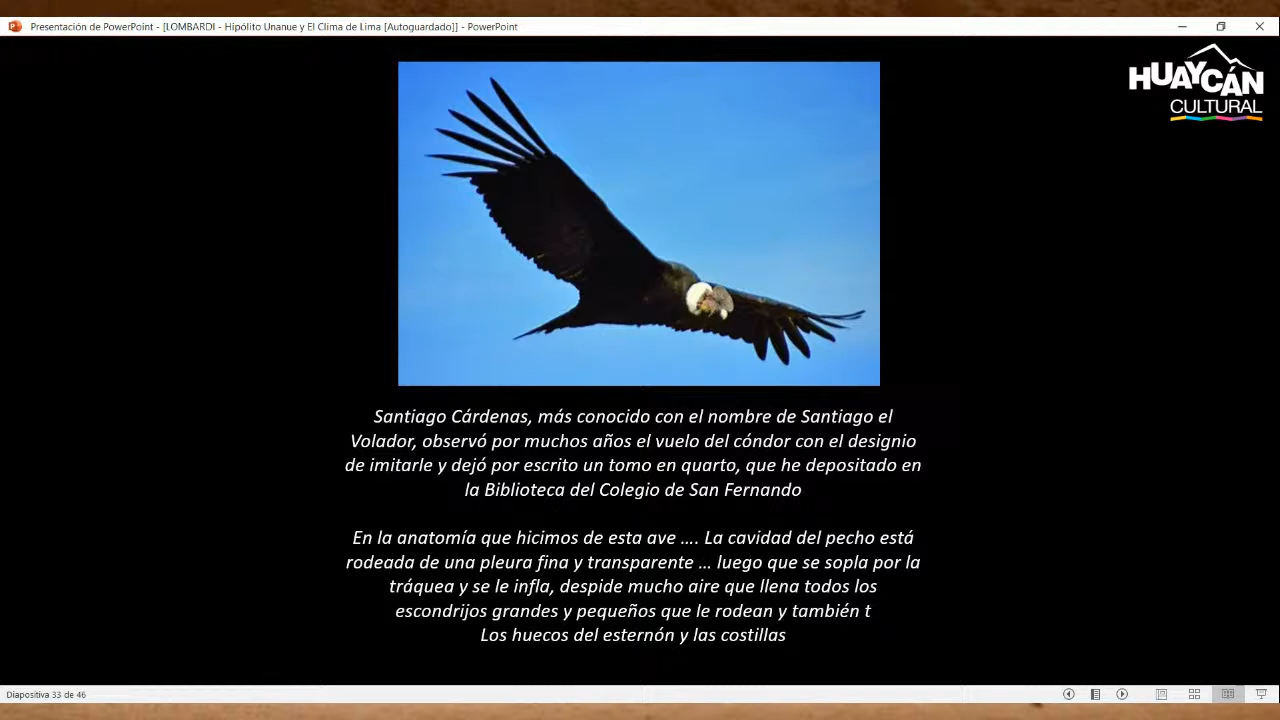 Presentación de PowerPoint - [LOMBARDI - Hipólito Unanue y El Clíma de Lima [Autoguardado]] - PowerPoint
HUAYCÁN
CULTURAL
Santiago Cárdenas, más conocido con el nombre de Santiago el
Volador, observó por muchos años el vuelo del cóndor con el designio
de imitarle y dejó por escrito un tomo en quarto, que he depositado en
la Biblioteca del Colegio de San Fernando
En la anatomía que hicimos de esta ave .... La cavidad del pecho está
rodeada de una pleura fina y transparente ... luego que se sopla por la
tráquea y se le infla, despide mucho aire que llena todos los
escondrijos grandes y pequeños que le rodean y también t
Los huecos del esternón y las costillas
Diapositiva 33 de 46